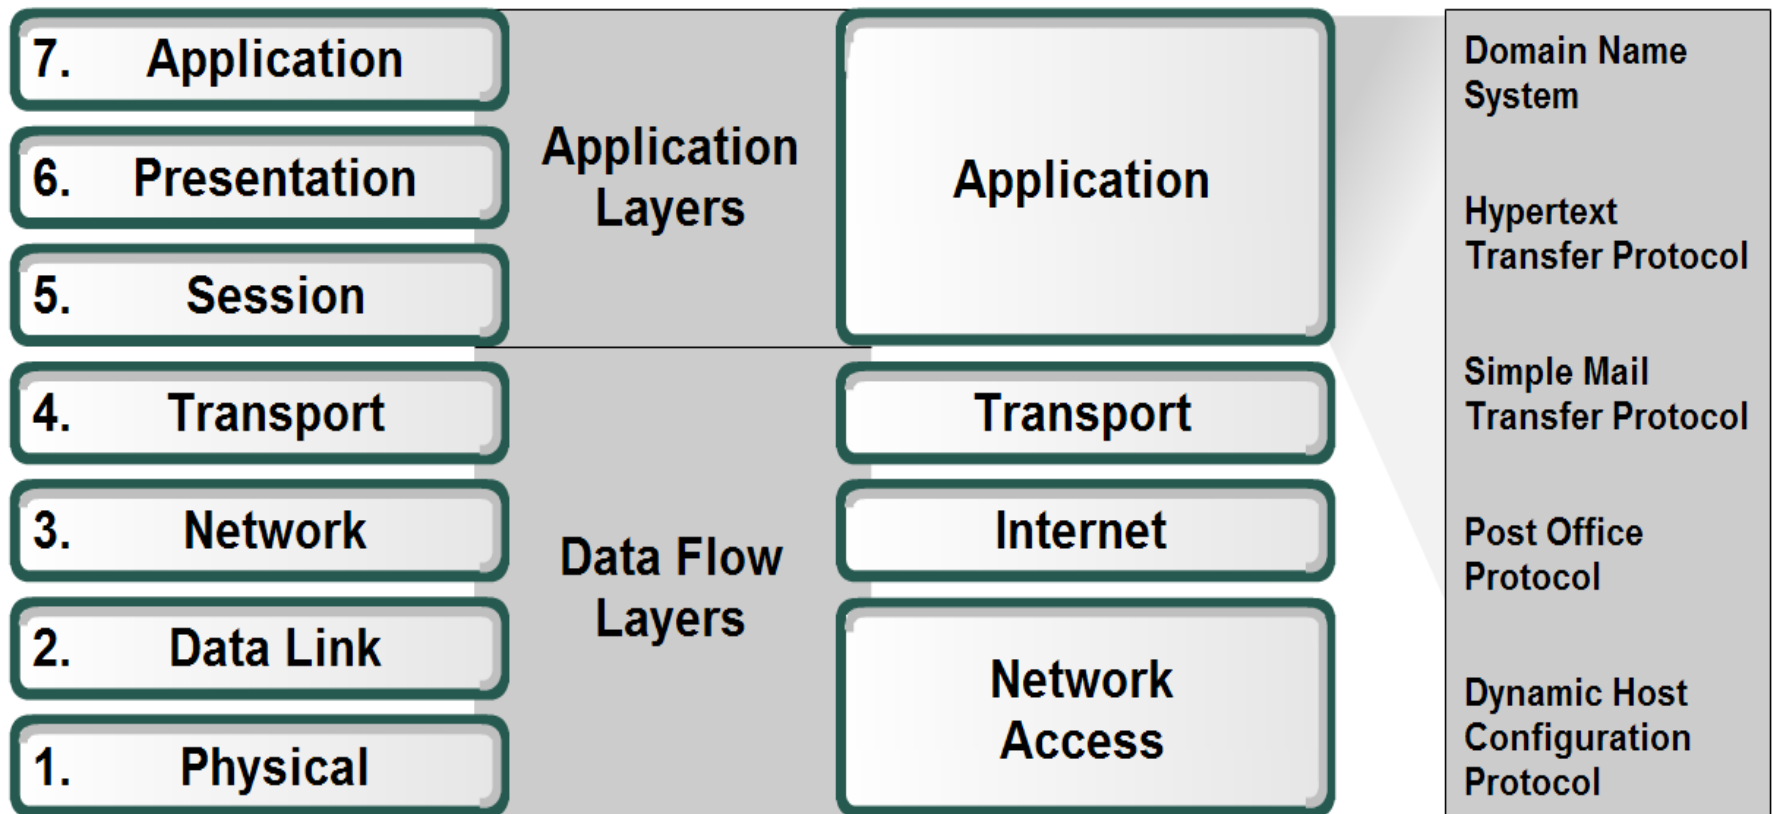 7. Application
6. Presentation
5. Session
4. Transport
3. Network
2. Data Link
1. Physical
Application
Layers
Data Flow
Layers
Application
Transport
Internet
Network
Access
Domain Name
System
Hypertext
Transfer Protocol
Simple Mail
Transfer Protocol
Post Office
Protocol
Dynamic Host
Configuration
Protocol